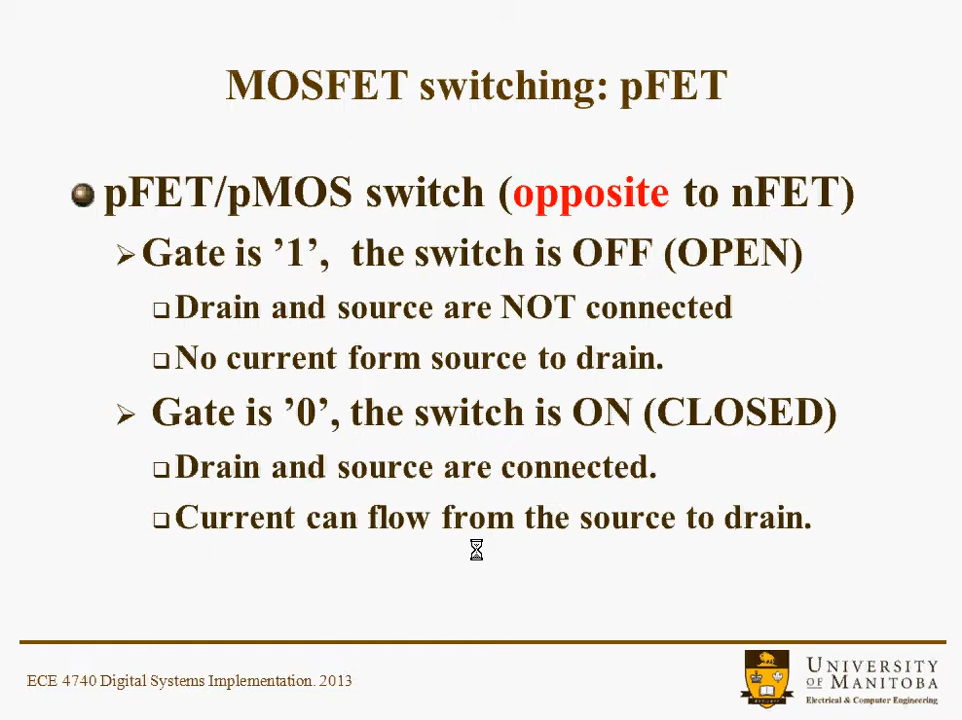 MOSFET switching: pFET
pFET/pMOS switch (opposite to nFET)
Gate is ’1’, the switch is OFF (OPEN)
Drain and source are NOT connected
No current form source to drain.
Gate is ’0’, the switch is ON (CLOSED)
Drain and source are connected.
Current can flow from the source to drain.
ECE 4740 Digital Systems Implementation. 2013
UNIVERSITY
OF MANITOBA
Electrical & Computer Engineering